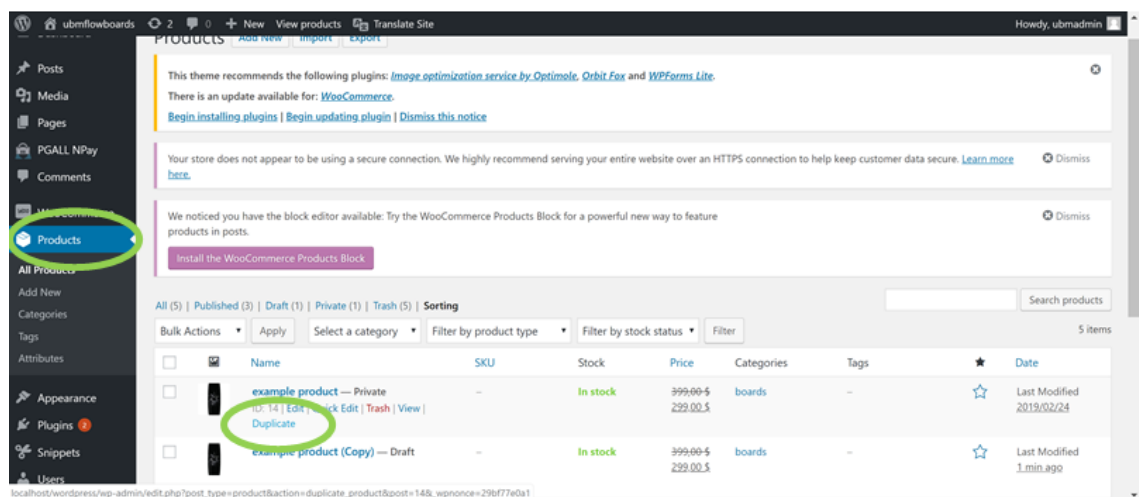 ubmflowboards 2 0 + New View products Translate Site Howdy, ubmadmin
Products Add New Import Export
Posts
Media
Pages
PGALL NPay
Comments
WooCommerce
Products
All Products
Add New
Categories
Tags
Attributes
Appearance
Plugins 2
Snippets
Users
This theme recommends the following plugins: Image optimization service by Optimole, Orbit Fox and WPForms Lite.
There is an update available for: WooCommerce.
Begin installing plugins | Begin updating plugin | Dismiss this notice
Your store does not appear to be using a secure connection. We highly recommend serving your entire website over an HTTPS connection to help keep customer data secure. Learn more
here.
Dismiss
We noticed you have the block editor available: Try the WooCommerce Products Block for a powerful new way to feature
products in posts.
Dismiss
Install the WooCommerce Products Block
All (5) | Published (3) | Draft (1) | Private (1) | Trash (5) | Sorting
Search products
Bulk Actions Apply Select a category Filter by product type Filter by stock status Filter 5 items
Name SKU Stock Price Categories Tags Date
example product — Private – In stock 399,00 $ boards – Last Modified
ID: 14 | Edit | Quick Edit | Trash | View | 299,00 $ 2019/02/24
Duplicate
example product (Copy) — Draft – In stock 399,00 $ boards – Last Modified
299,00 $ 1 min ago
localhost/wordpress/wp-admin/edit.php?post_type=product&action=duplicate_product&post=14&_wpnonce=29bf77e0a1